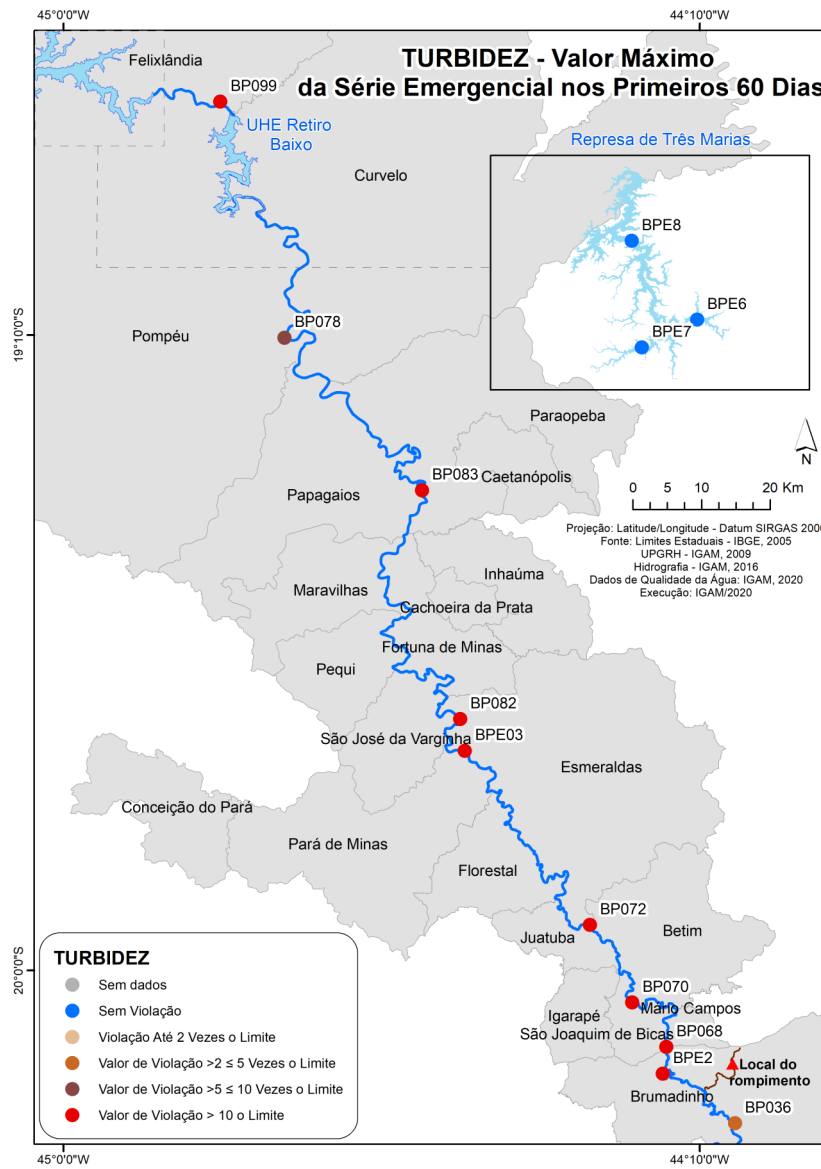 45°0'0"W
44°10'0"W
TURBIDEZ - Valor Máximo
da Série Emergencial nos Primeiros 60 Dias
Felixlândia
BP099
UHE Retiro
Baixo
Curvelo
Represa de Três Marias
BPE8
BPE6
BPE7
19°10'0"S
Pompéu
BP078
Paraopeba
N
BP083
Caetanópolis
Papagaios
0 5 10 20 Km
Projeção: Latitude/Longitude - Datum SIRGAS 200
Fonte: Limites Estaduais - IBGE, 2005
UPGRH - IGAM, 2009
Hidrografia - IGAM, 2016
Dados de Qualidade da Água: IGAM, 2020
Execução: IGAM/2020
Inhaúma
Maravilhas
Cachoeira da Prata
Fortuna de Minas
Pequi
BP082
São José da Varginha
BPE03
Esmeraldas
Conceição do Pará
Pará de Minas
Florestal
BP072
Juatuba
Betim
20°0'0"S
BP070
Mário Campos
Igarapé
São Joaquim de Bicas
BP068
BPE2
Local do
rompimento
Brumadinho
BP036
TURBIDEZ
Sem dados
Sem Violação
Violação Até 2 Vezes o Limite
Valor de Violação >2 ≤ 5 Vezes o Limite
Valor de Violação >5 ≤ 10 Vezes o Limite
Valor de Violação > 10 o Limite
45°0'0"W
44°10'0"W